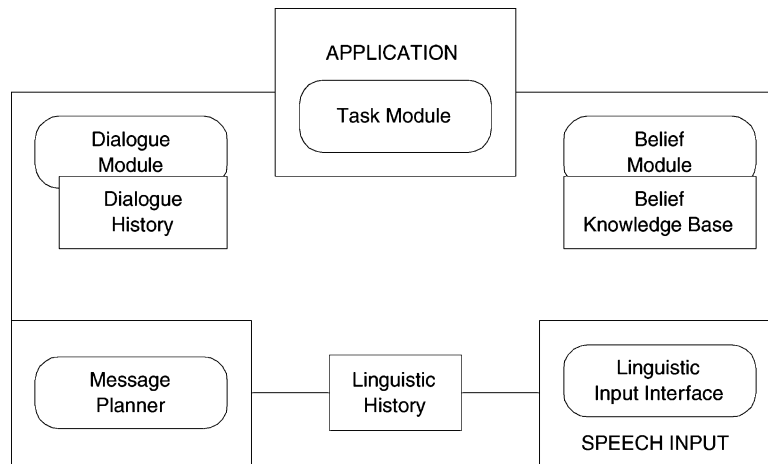 APPLICATION
Task Module
Dialogue
Module
Dialogue
History
Belief
Module
Belief
Knowledge Base
Message
Planner
Linguistic
History
Linguistic
Input Interface
SPEECH INPUT